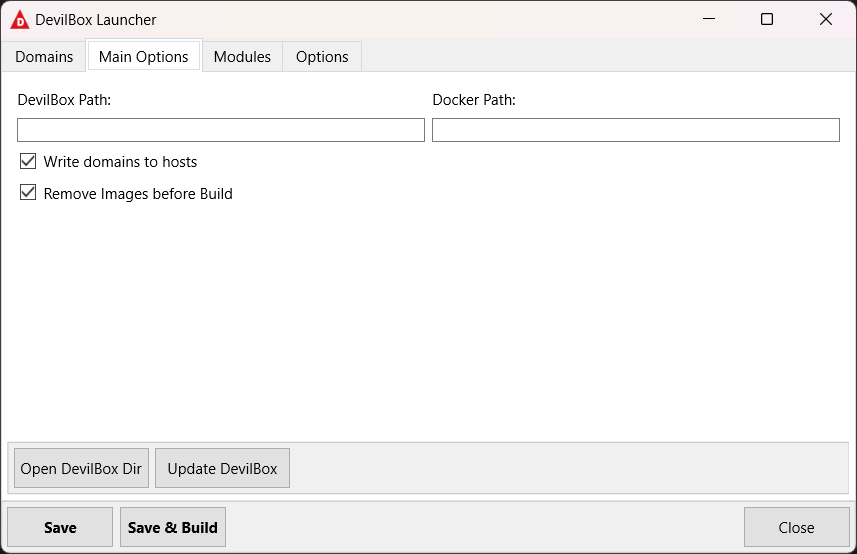 D DevilBox Launcher
Domains Main Options Modules Options
DevilBox Path: Docker Path:
Write domains to hosts
Remove Images before Build
Open DevilBox Dir Update DevilBox
Save Save & Build Close